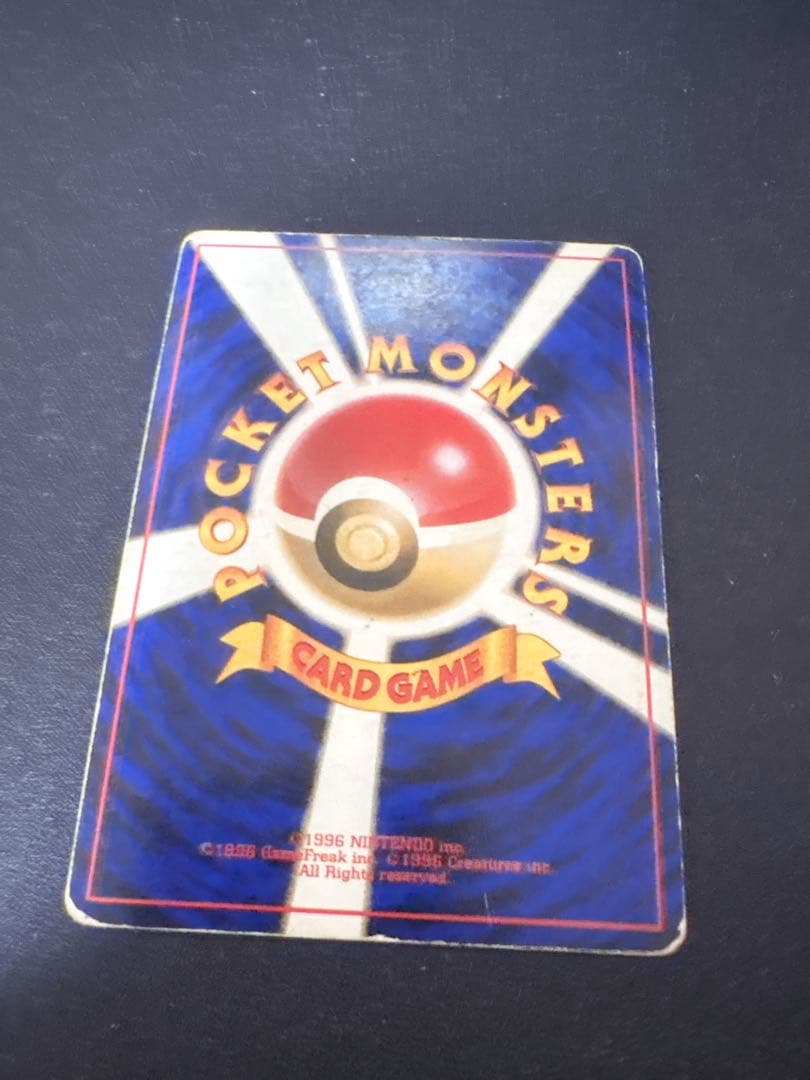 POCKET MONSTERS
CARD GAME
©1996 NINTENDO inc.
©1996 GameFreak inc. ©1996 Creatures inc.
All Rights reserved.